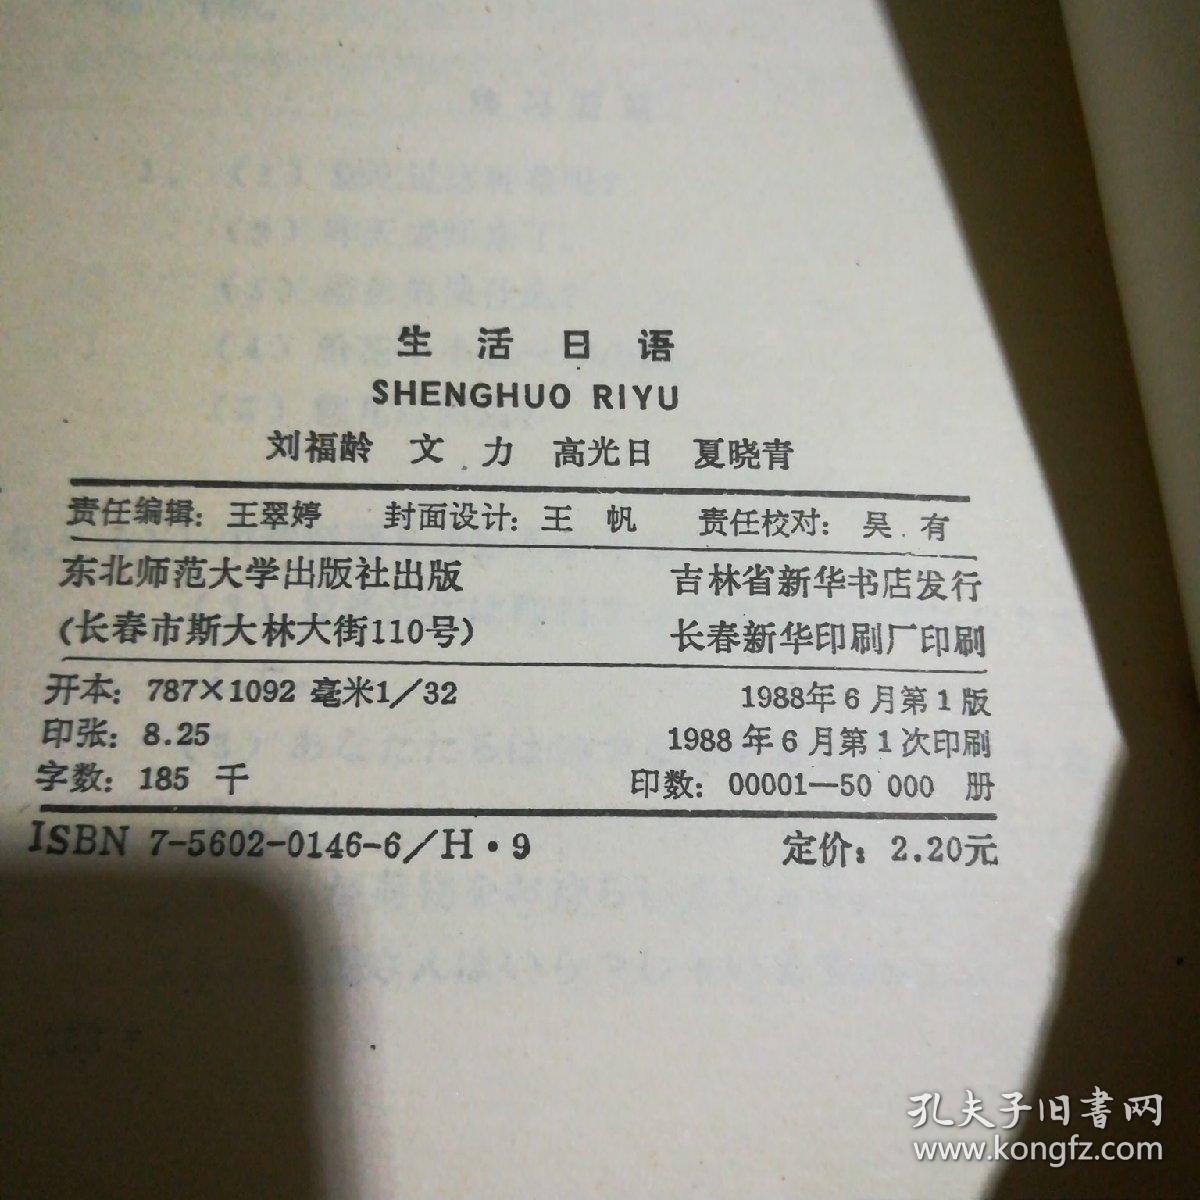 生活日语
SHENGHUO RIYU
刘福龄 文力 高光日 夏晓青
责任编辑：王翠婷 封面设计：王帆 责任校对：吴有
东北师范大学出版社出版 吉林省新华书店发行
(长春市斯大林大街110号) 长春新华印刷厂印刷
开本：787×1092 毫米1/32 1988年6月第1版
印张：8.25 1988年6月第1次印刷
字数：185 千 印数：00001—50 000 册
ISBN 7-5602-0146-6/H·9 定价：2.20元
孔夫子旧書网
www.kongfz.com